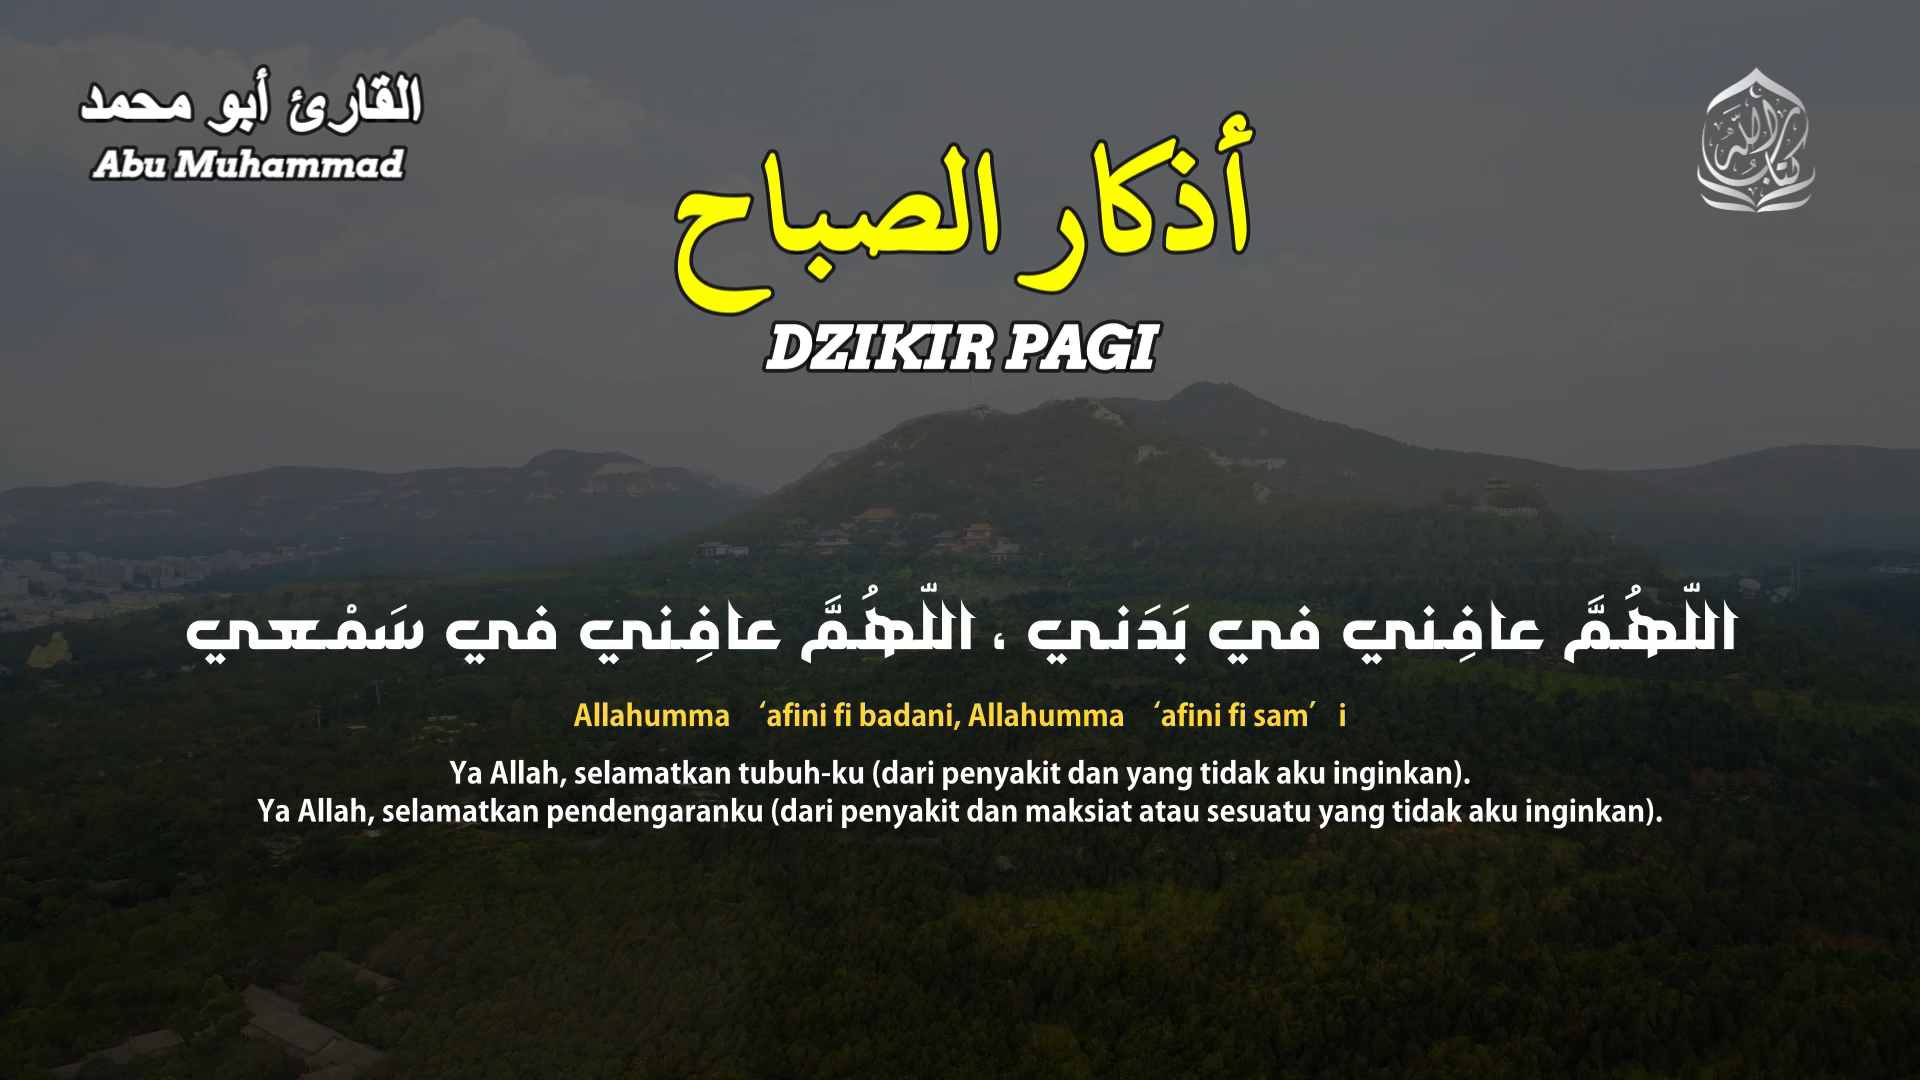 القارئ أبو محمد
Abu Muhammad
كتاب الله
أذكار الصباح
DZIKIR PAGI
اللّٰهُمَّ عافِني في بَدَني ، اللّٰهُمَّ عافِني في سَمْعي
Allahumma ‘afini fi badani, Allahumma ‘afini fi sam’ i
Ya Allah, selamatkan tubuh-ku (dari penyakit dan yang tidak aku inginkan).
Ya Allah, selamatkan pendengaranku (dari penyakit dan maksiat atau sesuatu yang tidak aku inginkan).